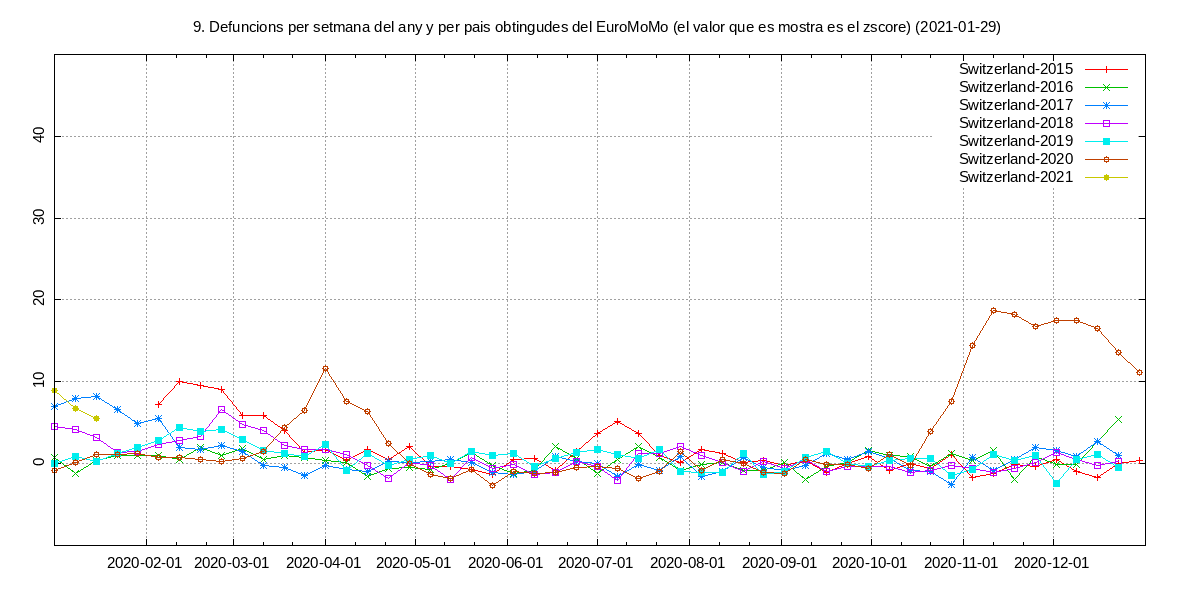 9. Defuncions per setmana del any y per pais obtingudes del EuroMoMo (el valor que es mostra es el zscore) (2021-01-29)
Switzerland-2015
Switzerland-2016
Switzerland-2017
Switzerland-2018
Switzerland-2019
Switzerland-2020
Switzerland-2021
40
30
20
10
0
2020-02-01 2020-03-01 2020-04-01 2020-05-01 2020-06-01 2020-07-01 2020-08-01 2020-09-01 2020-10-01 2020-11-01 2020-12-01